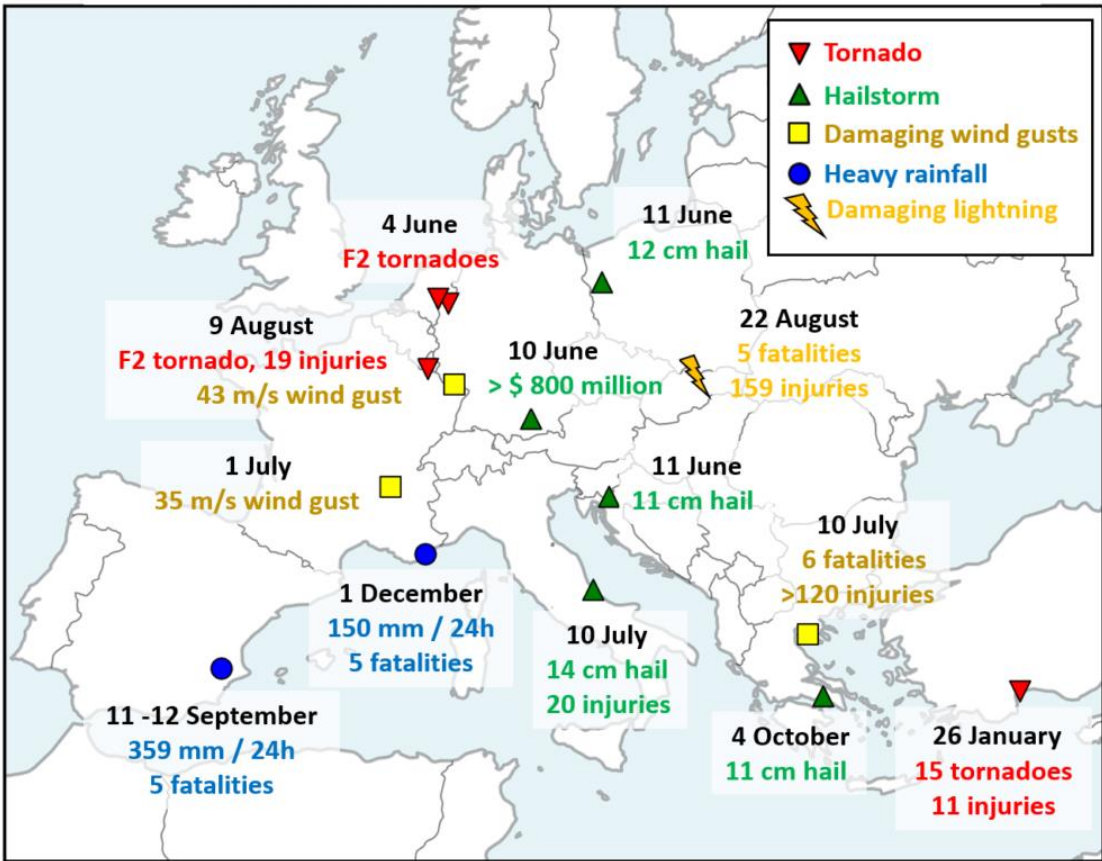 Tornado
Hailstorm
Damaging wind gusts
Heavy rainfall
Damaging lightning
4 June
F2 tornadoes
11 June
12 cm hail
9 August
F2 tornado, 19 injuries
43 m/s wind gust
10 June
> $ 800 million
22 August
5 fatalities
159 injuries
1 July
35 m/s wind gust
11 June
11 cm hail
10 July
6 fatalities
>120 injuries
1 December
150 mm / 24h
5 fatalities
10 July
14 cm hail
20 injuries
11 -12 September
359 mm / 24h
5 fatalities
4 October
11 cm hail
26 January
15 tornadoes
11 injuries